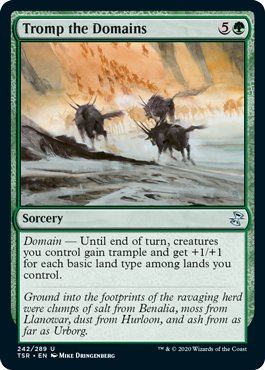 Tromp the Domains 5
Sorcery
Domain — Until end of turn, creatures
you control gain trample and get +1/+1
for each basic land type among lands you
control.
Ground into the footprints of the ravaging herd
were clumps of salt from Benalia, moss from
Llanowar, dust from Hurloon, and ash from as
far as Urborg.
242/289 U
TSR • EN Mike Dringenberg
™ & © 2020 Wizards of the Coast